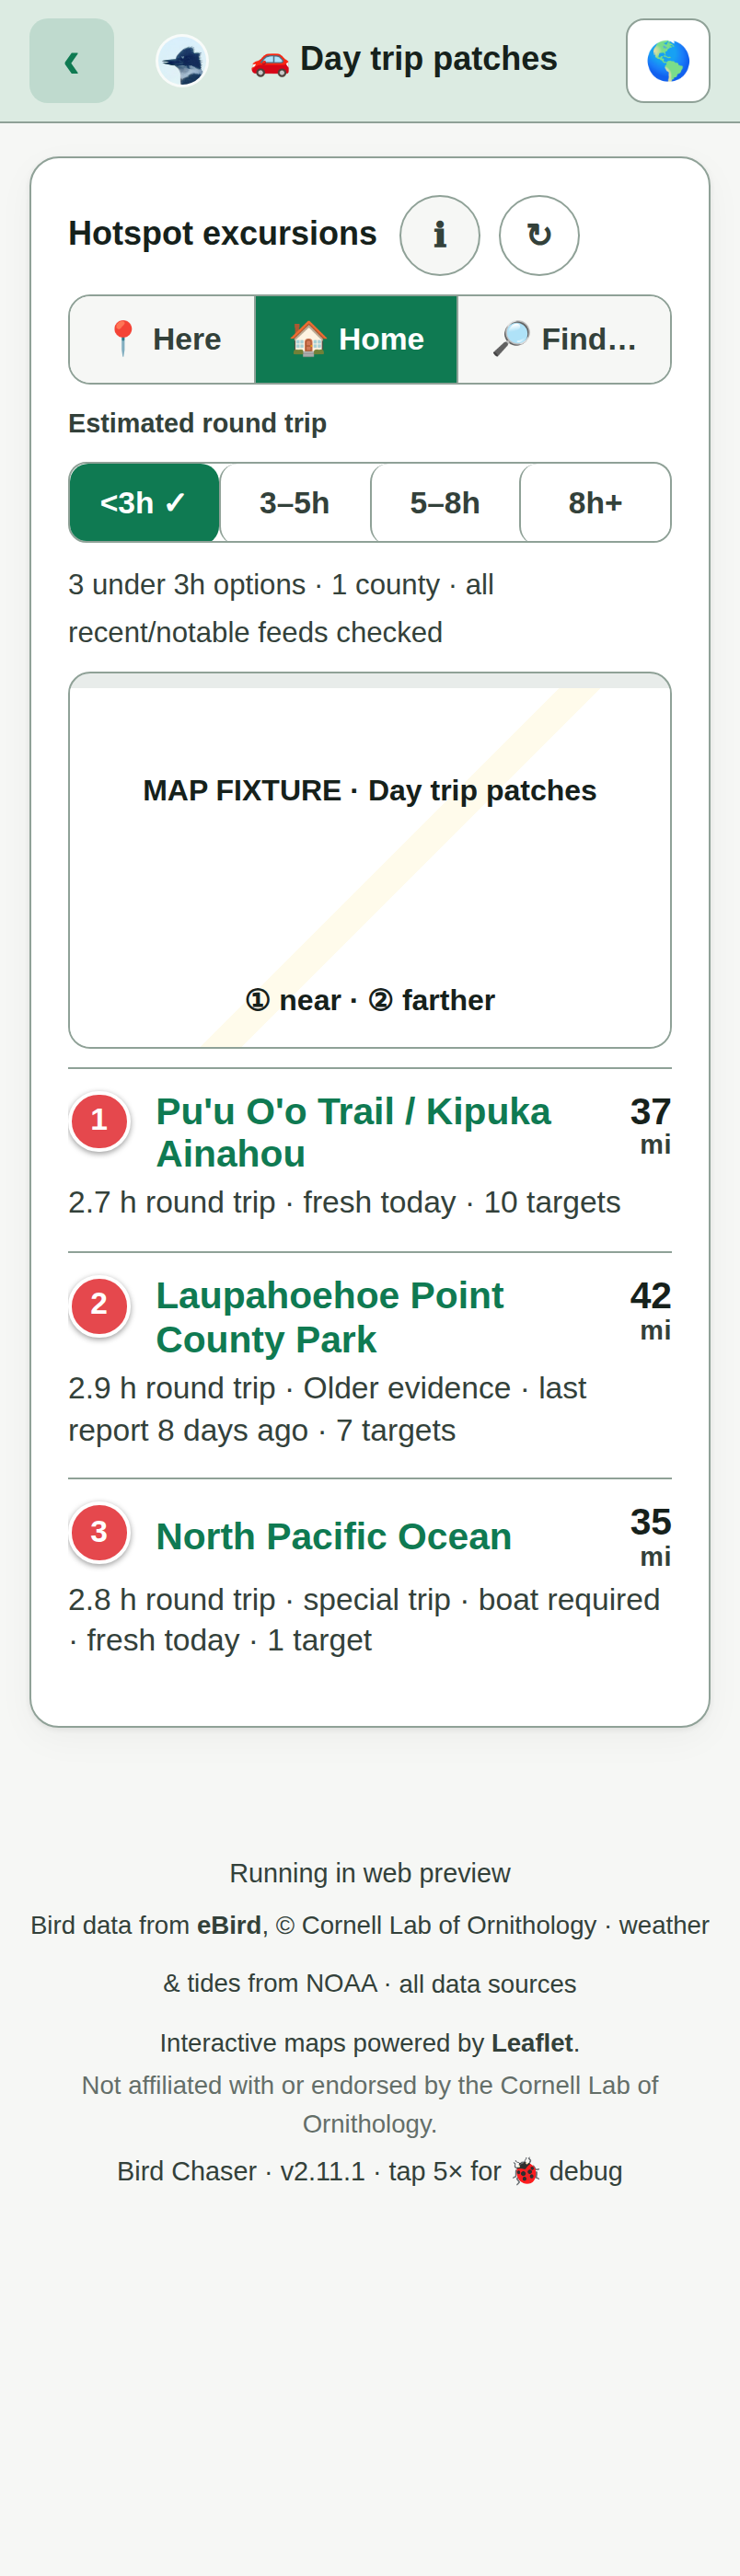 ‹ 🚗 Day trip patches 🌎
Hotspot excursions ℹ ↻
📍 Here 🏠 Home 🔎 Find…
Estimated round trip
<3h ✓ 3–5h 5–8h 8h+
3 under 3h options · 1 county · all
recent/notable feeds checked
MAP FIXTURE · Day trip patches
① near · ② farther
1 Pu'u O'o Trail / Kipuka 37
Ainahou mi
2.7 h round trip · fresh today · 10 targets
2 Laupahoehoe Point 42
County Park mi
2.9 h round trip · Older evidence · last
report 8 days ago · 7 targets
3 North Pacific Ocean 35
mi
2.8 h round trip · special trip · boat required
· fresh today · 1 target
Running in web preview
Bird data from eBird, © Cornell Lab of Ornithology · weather
& tides from NOAA · all data sources
Interactive maps powered by Leaflet.
Not affiliated with or endorsed by the Cornell Lab of
Ornithology.
Bird Chaser · v2.11.1 · tap 5× for 🐞 debug